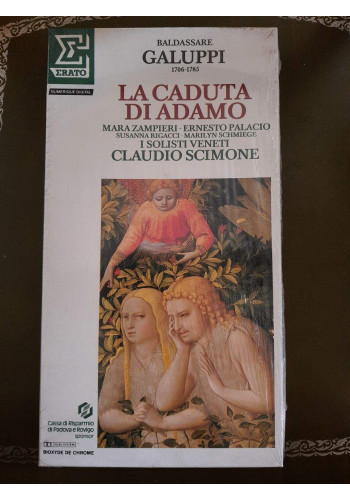 ERATO
NUMERIQUE DIGITAL
BALDASSARE
GALUPPI
1706-1785
LA CADUTA
DI ADAMO
MARA ZAMPIERI · ERNESTO PALACIO
SUSANNA RIGACCI · MARILYN SCHMIEGE
I SOLISTI VENETI
CLAUDIO SCIMONE
Cassa di Risparmio
di Padova e Rovigo
sponsor
BIOXYDE DE CHROME